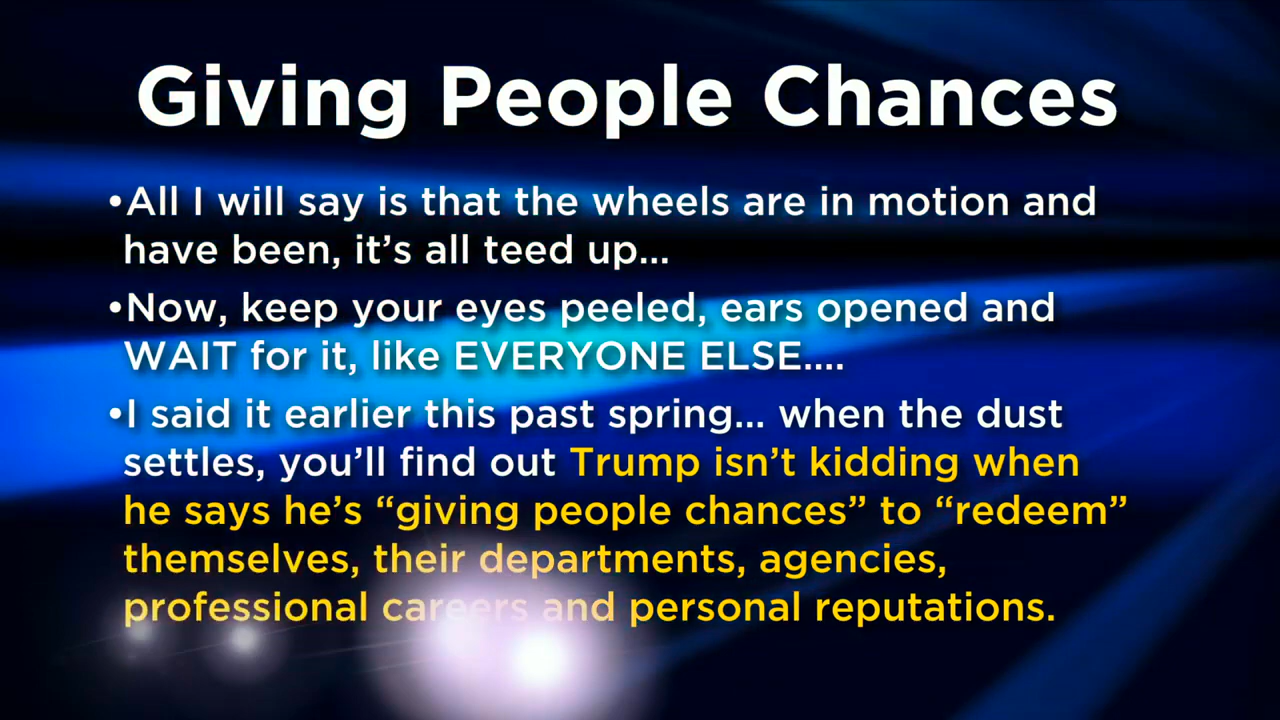 Giving People Chances
•All I will say is that the wheels are in motion and
have been, it’s all teed up...
•Now, keep your eyes peeled, ears opened and
WAIT for it, like EVERYONE ELSE....
•I said it earlier this past spring... when the dust
settles, you’ll find out Trump isn’t kidding when
he says he’s “giving people chances” to “redeem”
themselves, their departments, agencies,
professional careers and personal reputations.